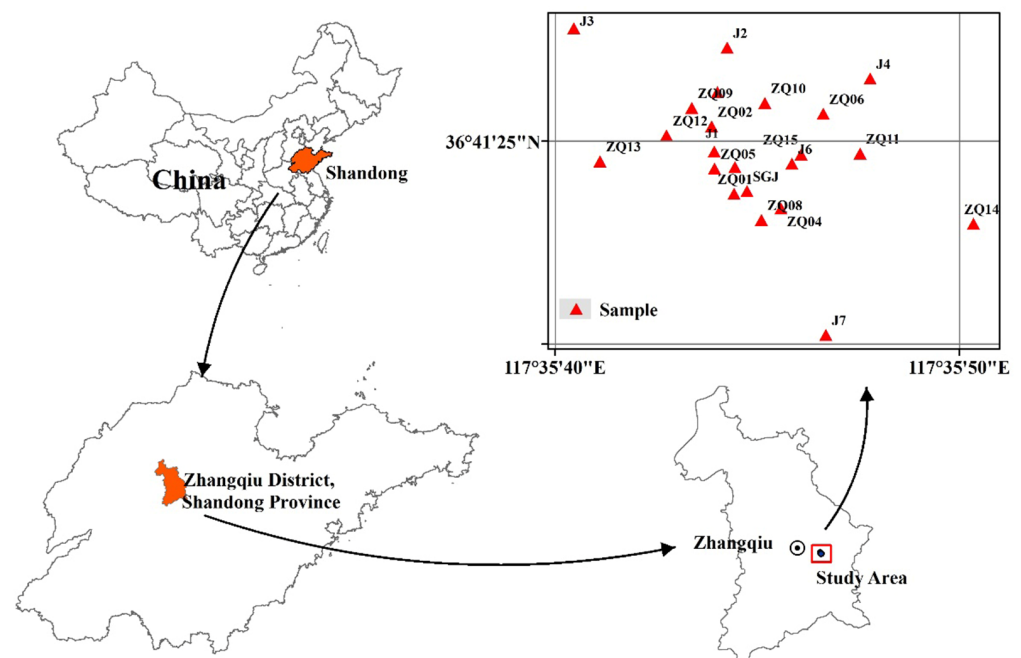 China
Shandong
J3
J2
J4
ZQ09
ZQ10
ZQ06
ZQ02
ZQ12
J1
ZQ15
ZQ11
36°41'25"N
ZQ13
ZQ05
J6
ZQ01
SGJ
ZQ08
ZQ04
ZQ14
Sample
J7
117°35'40"E
117°35'50"E
Zhangqiu District,
Shandong Province
Zhangqiu
Study Area